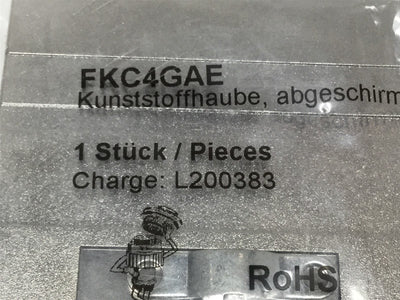 FKC4GAE
Kunststoffhaube, abgeschirm
1 Stück / Pieces
Charge: L200383
RoHS